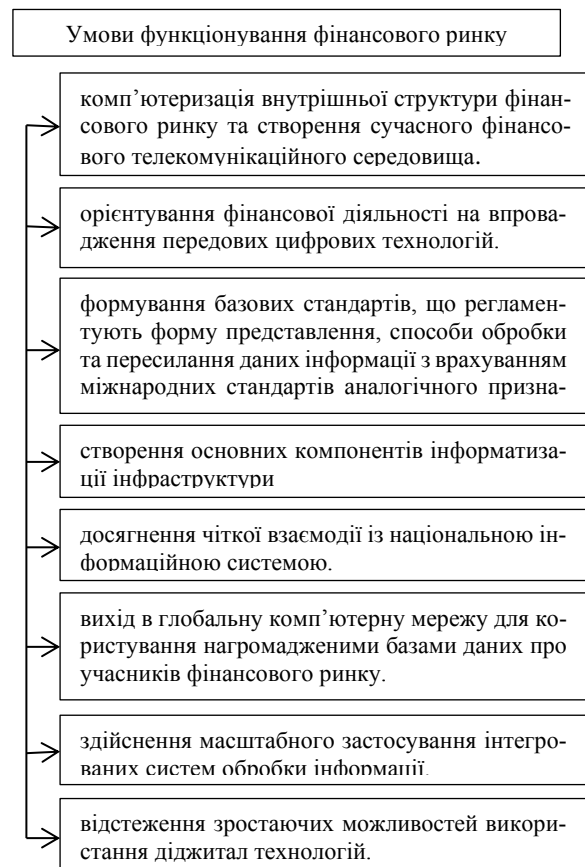 Умови функціонування фінансового ринку
комп’ютеризація внутрішньої структури фінан-
сового ринку та створення сучасного фінансо-
вого телекомунікаційного середовища.
орієнтування фінансової діяльності на впрова-
дження передових цифрових технологій.
формування базових стандартів, що регламен-
тують форму представлення, способи обробки
та пересилання даних інформації з врахуванням
міжнародних стандартів аналогічного призна-
створення основних компонентів інформатиза-
ції інфраструктури
досягнення чіткої взаємодії із національною ін-
формаційною системою.
вихід в глобальну комп’ютерну мережу для ко-
ристування нагромадженими базами даних про
учасників фінансового ринку.
здійснення масштабного застосування інтегро-
ваних систем обробки інформації.
відстеження зростаючих можливостей викори-
стання діджитал технологій.